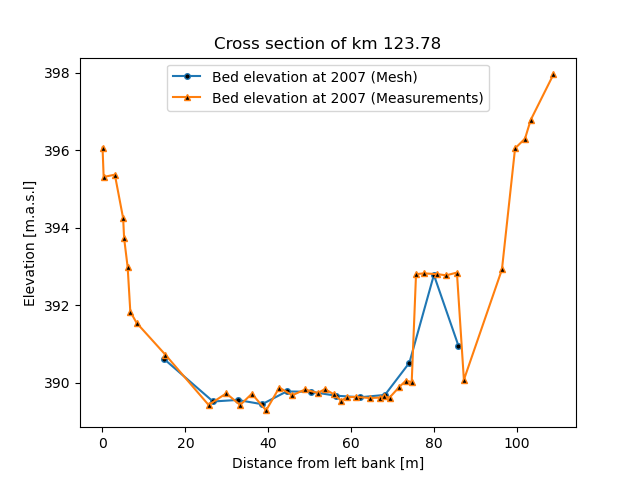 Cross section of km 123.78
Bed elevation at 2007 (Mesh)
Bed elevation at 2007 (Measurements)
Elevation [m.a.s.l]
398
396
394
392
390
0 20 40 60 80 100
Distance from left bank [m]